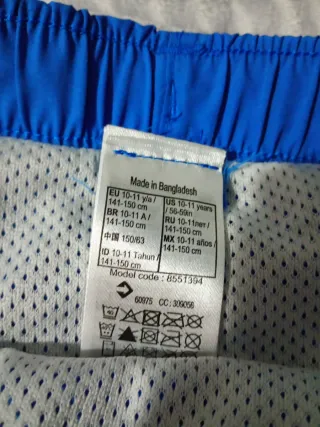 Made in Bangladesh
EU 10-11 y/a /
141-150 cm
BR 10-11 A /
141-150 cm
中国 150/63
ID 10-11 Tahun /
141-150 cm
US 10-11 years
/ 56-59in
RU 10-11лет/
141-150 cm
MX 10-11 años/
141-150 cm
Model code : 8551394
60975 CC: 309056